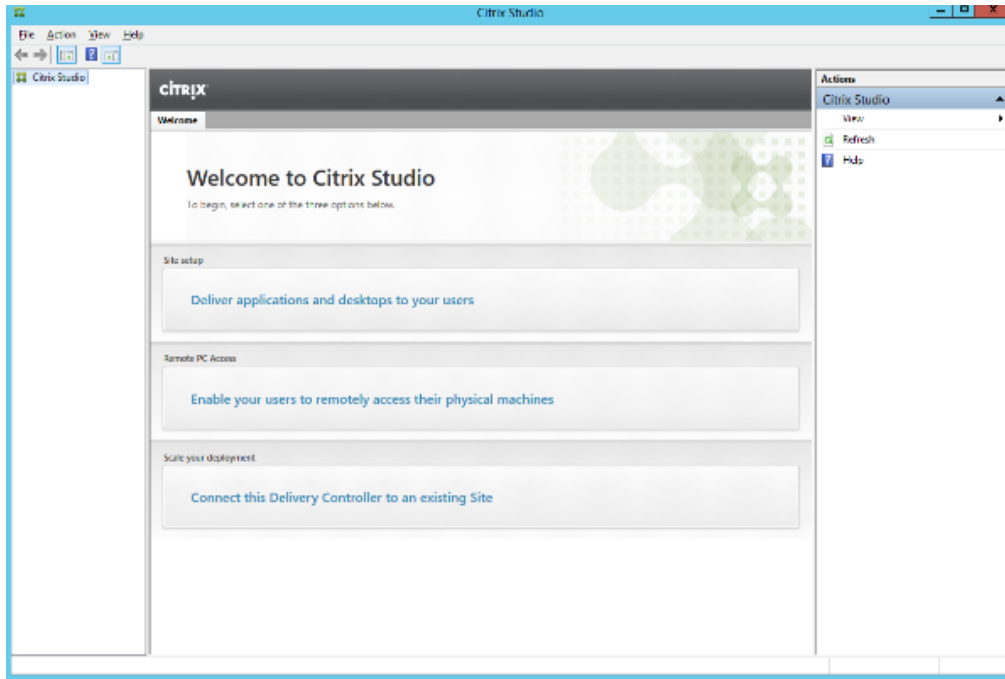 Citrix Studio
File Action View Help
Citrix Studio
CITRIX
Welcome
Welcome to Citrix Studio
To begin, select one of the three options below.
Site setup
Deliver applications and desktops to your users
Remote PC Access
Enable your users to remotely access their physical machines
Scale your deployment
Connect this Delivery Controller to an existing Site
Actions
Citrix Studio
View
Refresh
Help